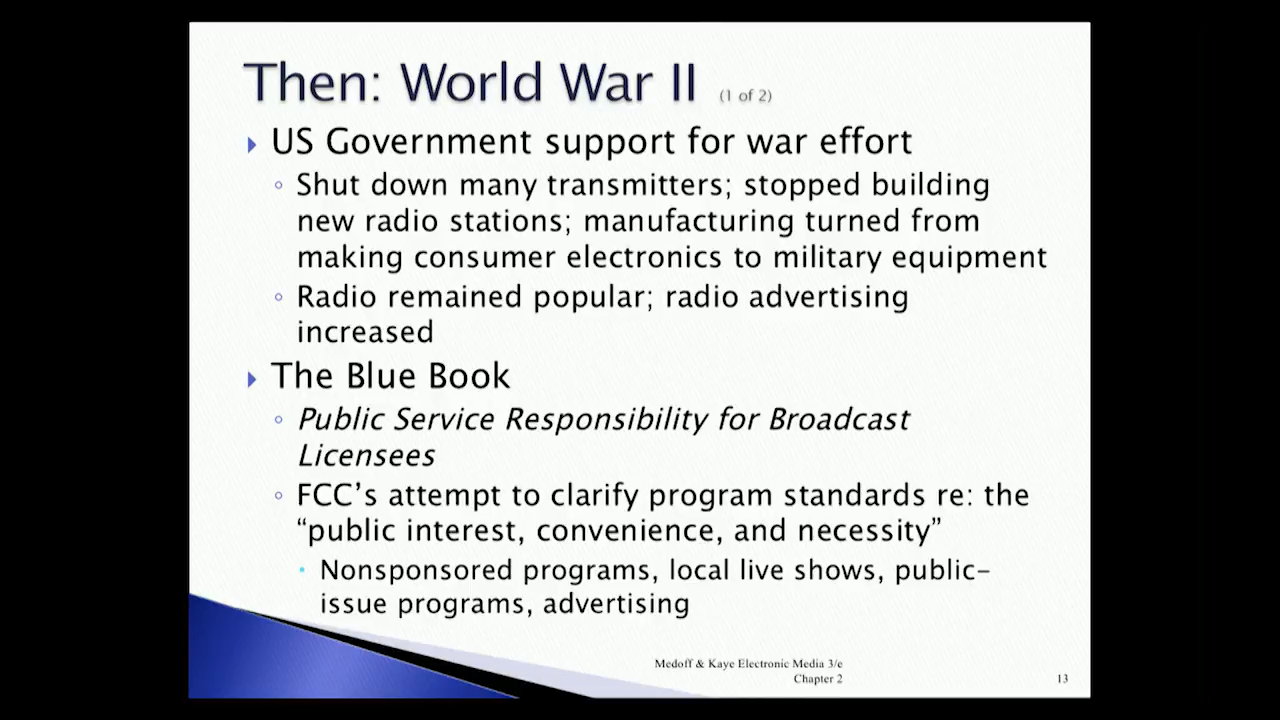 Then: World War II (1 of 2)
US Government support for war effort
Shut down many transmitters; stopped building
new radio stations; manufacturing turned from
making consumer electronics to military equipment
Radio remained popular; radio advertising
increased
The Blue Book
Public Service Responsibility for Broadcast
Licensees
FCC’s attempt to clarify program standards re: the
“public interest, convenience, and necessity”
Nonsponsored programs, local live shows, public-
issue programs, advertising
Medoff & Kaye Electronic Media 3/e
Chapter 2
13